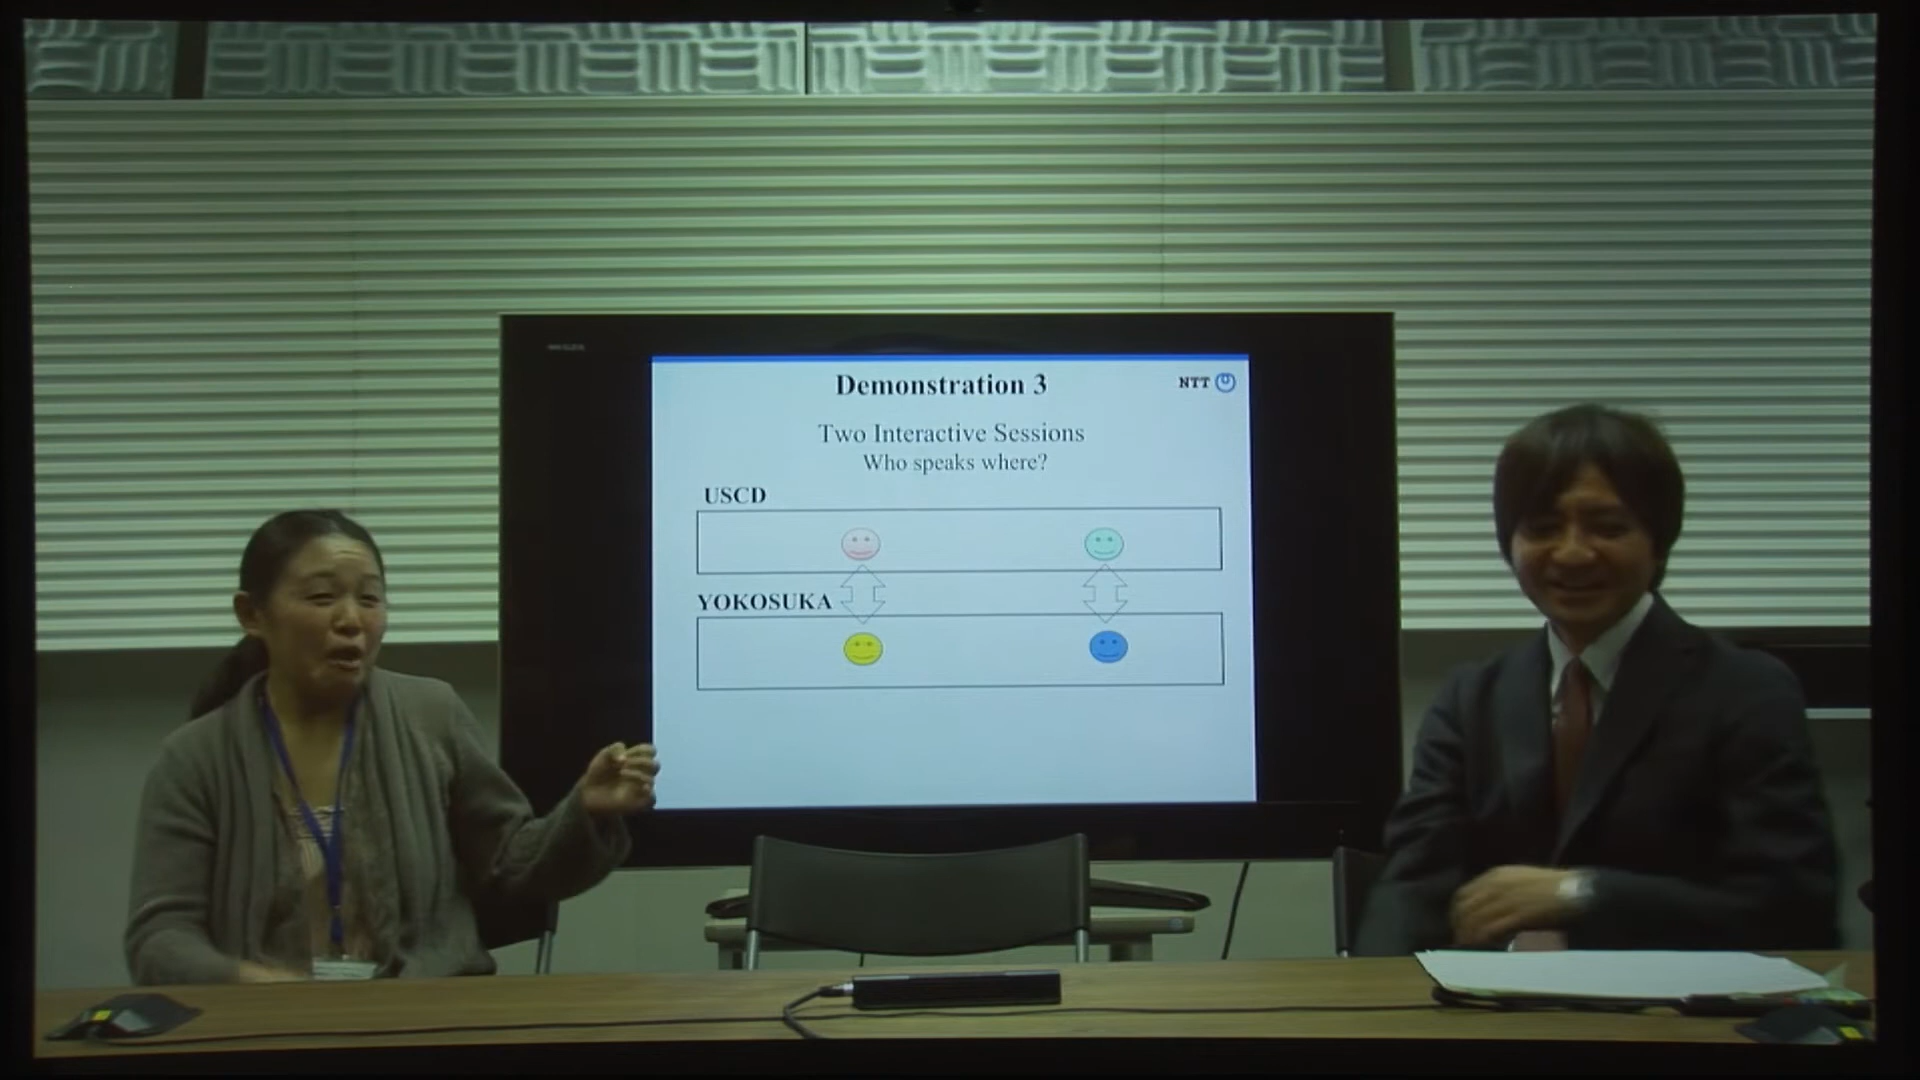 Demonstration 3
NTT
Two Interactive Sessions
Who speaks where?
USCD
YOKOSUKA